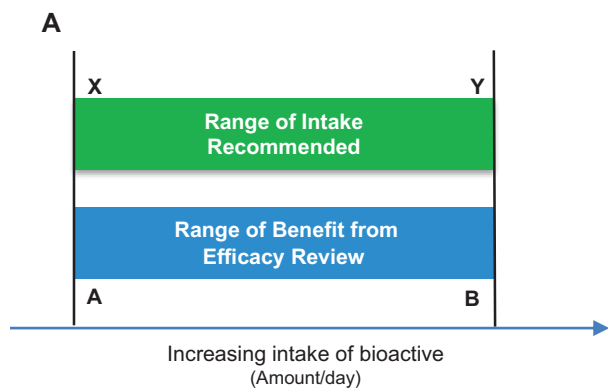 A
X Y
Range of Intake
Recommended
Range of Benefit from
Efficacy Review
A B
Increasing intake of bioactive
(Amount/day)